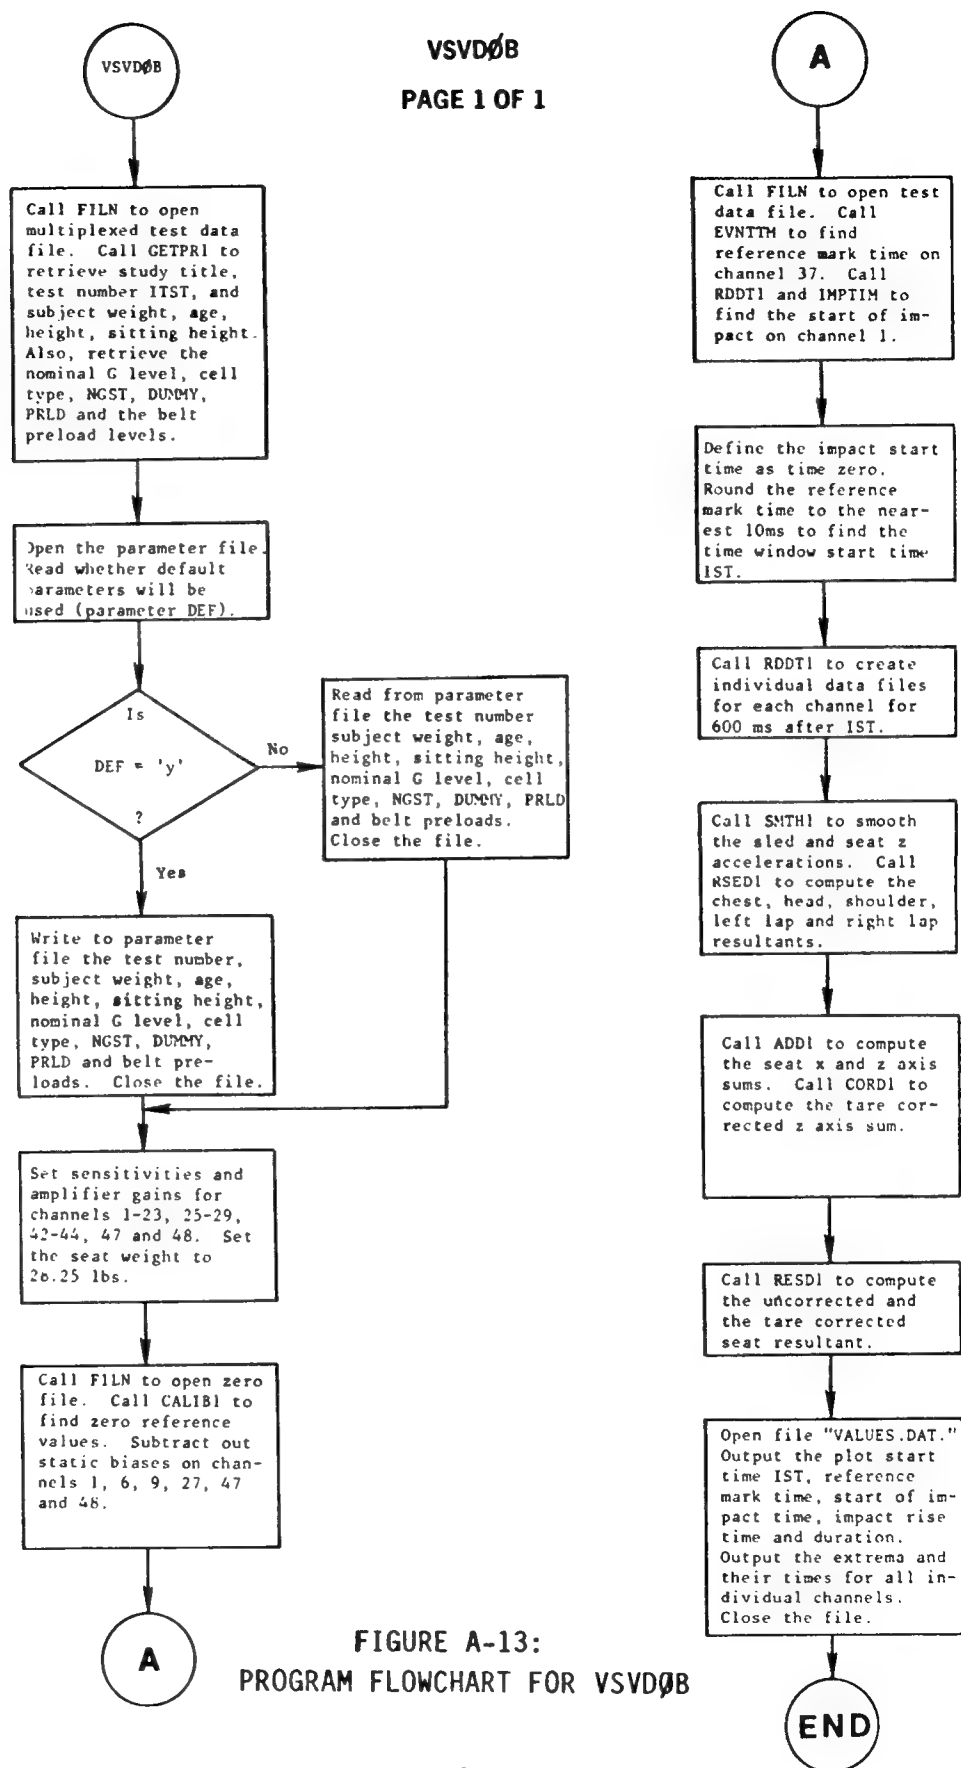 VSVDØB
PAGE 1 OF 1
VSVDØB
Call FILN to open
multiplexed test data
file. Call GETPR1 to
retrieve study title,
test number ITST, and
subject weight, age,
height, sitting height.
Also, retrieve the
nominal G level, cell
type, NGST, DUMMY,
PRLD and the belt
preload levels.
Open the parameter file.
Read whether default
parameters will be
used (parameter DEF).
Is
DEF = 'y'
?
No
Yes
Read from parameter
file the test number
subject weight, age,
height, sitting height,
nominal G level, cell
type, NGST, DUMMY, PRLD
and belt preloads.
Close the file.
Write to parameter
file the test number,
subject weight, age,
height, sitting height,
nominal G level, cell
type, NGST, DUMMY,
PRLD and belt pre-
loads. Close the file.
Set sensitivities and
amplifier gains for
channels 1-23, 25-29,
42-44, 47 and 48. Set
the seat weight to
28.25 lbs.
Call FILN to open zero
file. Call CALIB1 to
find zero reference
values. Subtract out
static biases on chan-
nels 1, 6, 9, 27, 47
and 48.
A
A
Call FILN to open test
data file. Call
EVNTTM to find
reference mark time on
channel 37. Call
RDDT1 and IMPTIM to
find the start of im-
pact on channel 1.
Define the impact start
time as time zero.
Round the reference
mark time to the near-
est 10ms to find the
time window start time
IST.
Call RDDT1 to create
individual data files
for each channel for
600 ms after IST.
Call SMTH1 to smooth
the sled and seat z
accelerations. Call
RSED1 to compute the
chest, head, shoulder,
left lap and right lap
resultants.
Call ADD1 to compute
the seat x and z axis
sums. Call CORD1 to
compute the tare cor-
rected z axis sum.
Call RESD1 to compute
the uncorrected and
the tare corrected
seat resultant.
Open file "VALUES.DAT."
Output the plot start
time IST, reference
mark time, start of im-
pact time, impact rise
time and duration.
Output the extrema and
their times for all in-
dividual channels.
Close the file.
END
FIGURE A-13:
PROGRAM FLOWCHART FOR VSVDØB